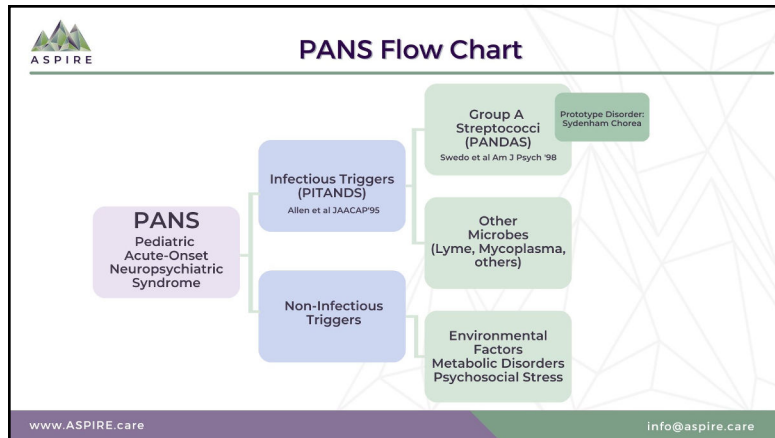 ASPIRE
PANS Flow Chart
PANS
Pediatric
Acute-Onset
Neuropsychiatric
Syndrome
Infectious Triggers
(PITANDS)
Allen et al JAACAP'95
Non-Infectious
Triggers
Group A
Streptococci
(PANDAS)
Swedo et al Am J Psych '98
Prototype Disorder:
Sydenham Chorea
Other
Microbes
(Lyme, Mycoplasma,
others)
Environmental
Factors
Metabolic Disorders
Psychosocial Stress
www.ASPIRE.care
info@aspire.care